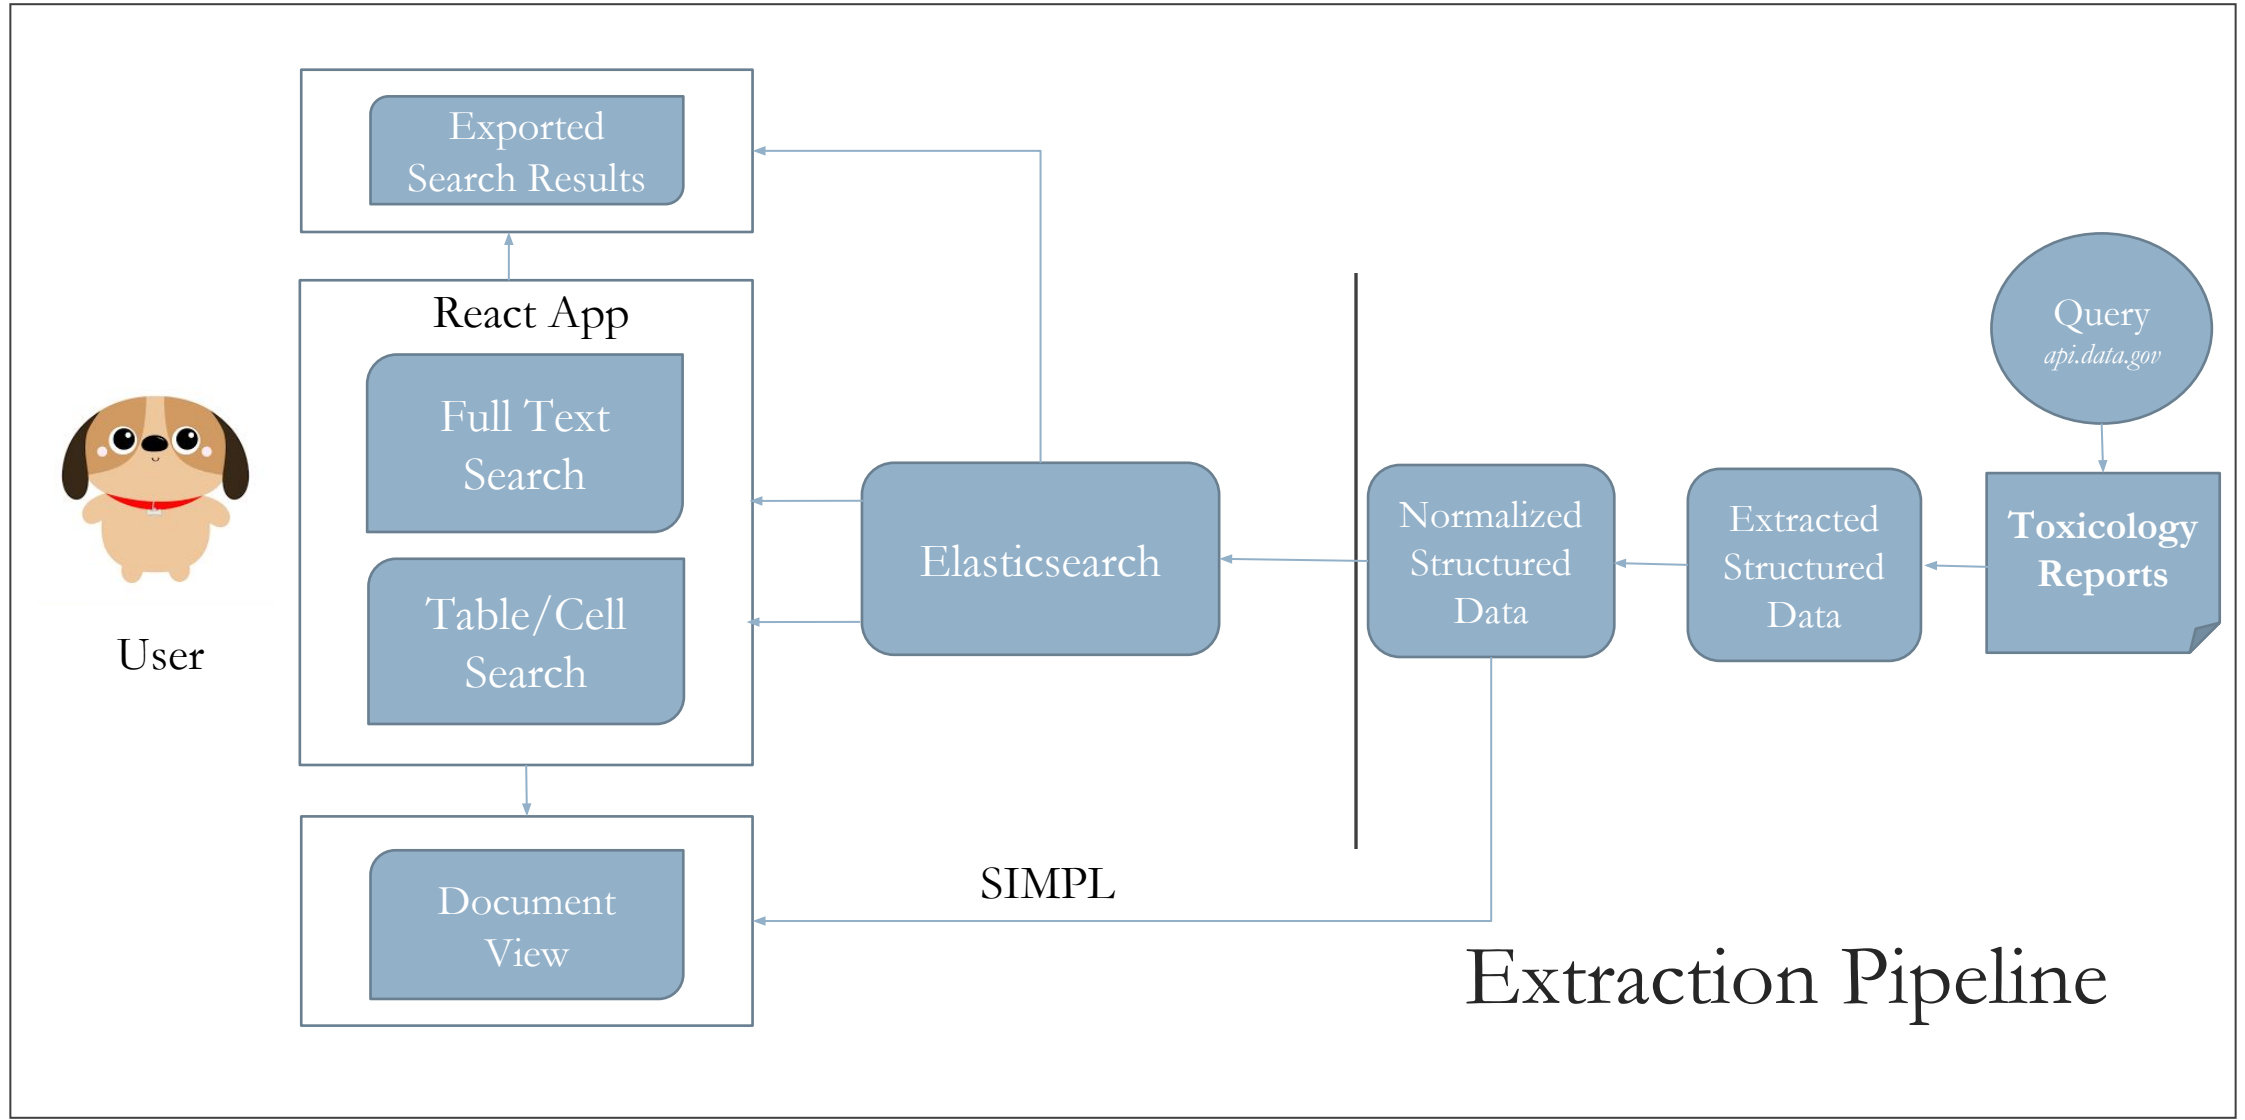 Exported
Search Results
React App
Full Text
Search
Table/Cell
Search
User
Document
View
Elasticsearch
SIMPL
Normalized
Structured
Data
Extracted
Structured
Data
Query
api.data.gov
Toxicology
Reports
Extraction Pipeline